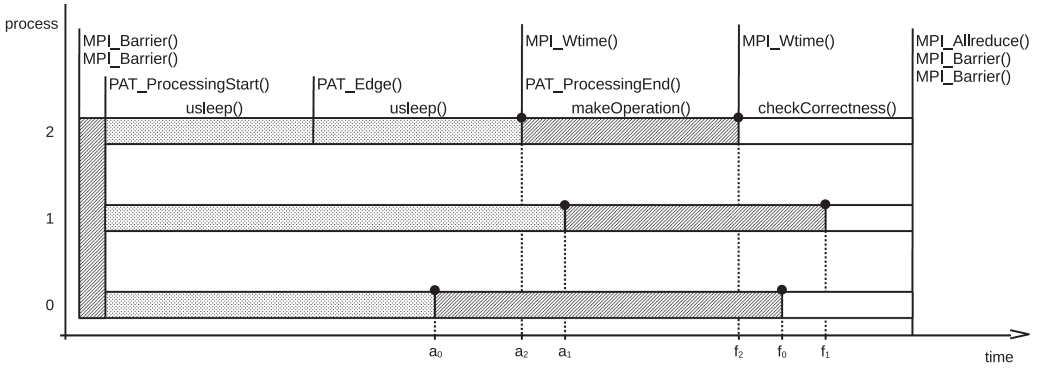 process
MPI_Barrier()
MPI_Barrier()
MPI_Wtime()
MPI_Wtime()
MPI_Allreduce()
MPI_Barrier()
MPI_Barrier()
PAT_ProcessingStart()
PAT_Edge()
PAT_ProcessingEnd()
usleep()
usleep()
makeOperation()
checkCorrectness()
2
1
0
a₀
a₂
a₁
f₂
f₀
f₁
time